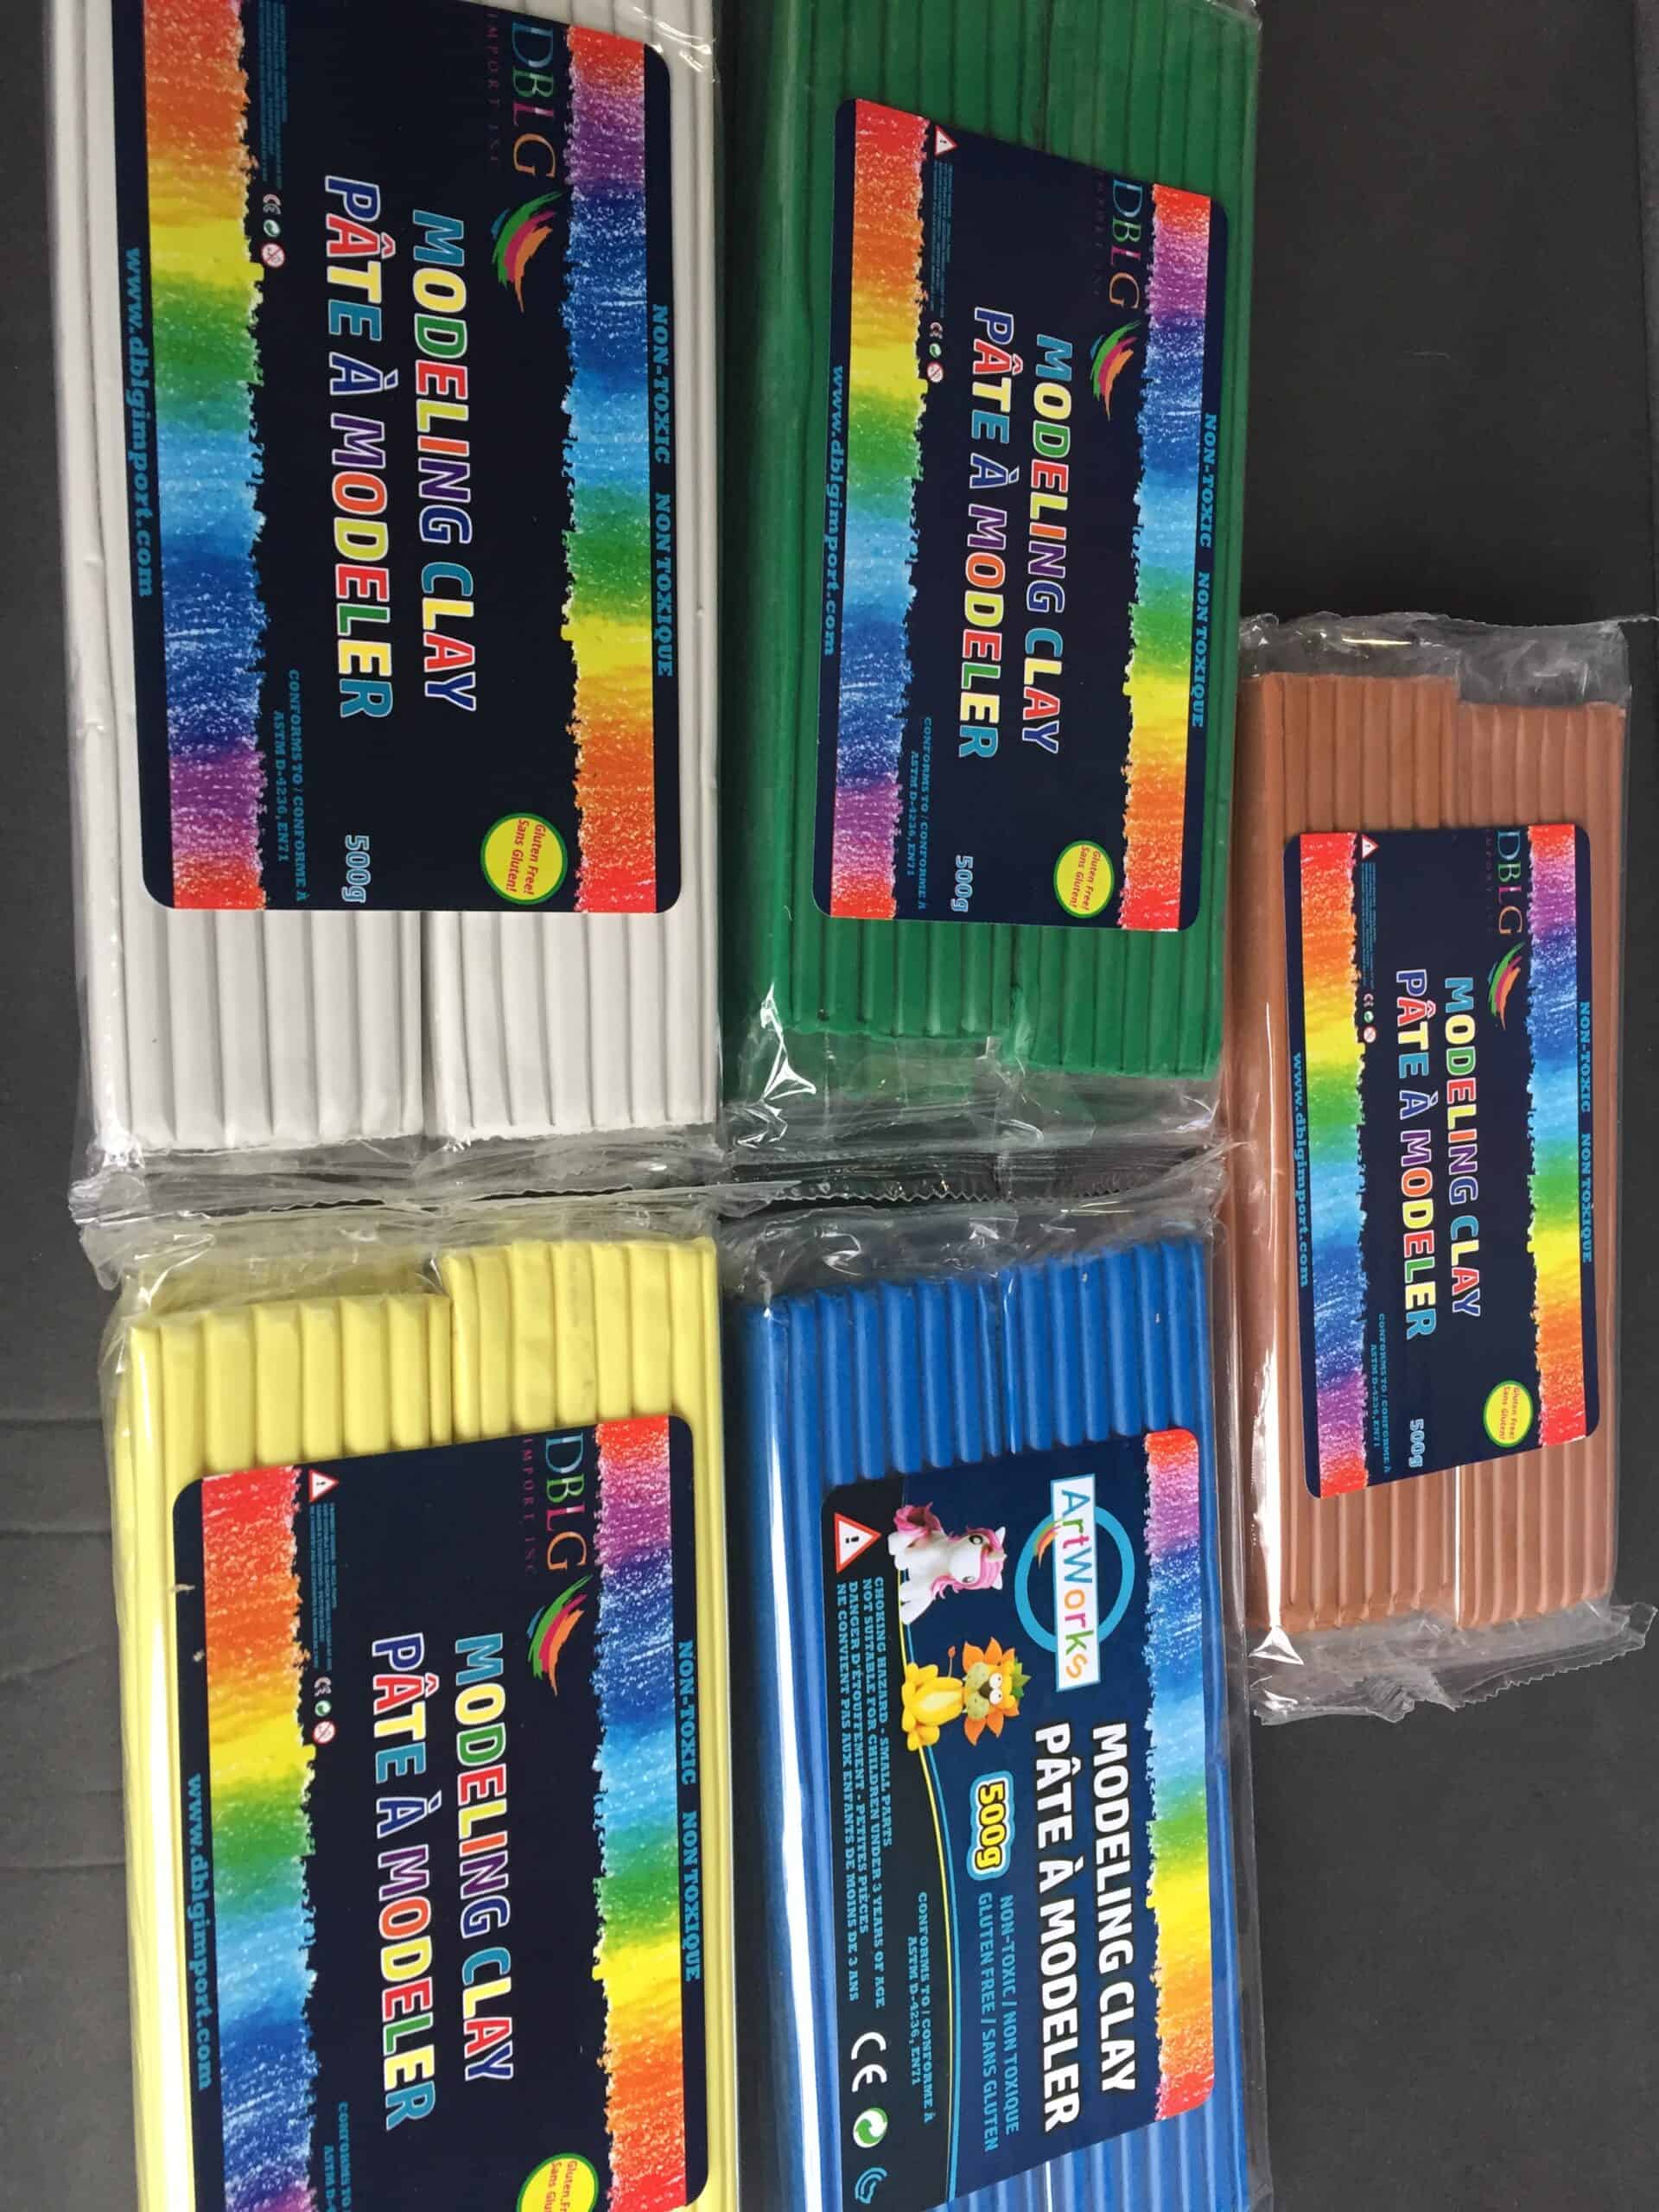 NON-TOXIC NON TOXIQUE
DBLG
IMPORT INC
MODELING CLAY
PÂTE À MODELER
Gluten Free!
Sans Gluten!
500g
CONFORMS TO / CONFORME À
ASTM D-4236, EN71
CE
www.dblgimport.com
NON-TOXIC NON TOXIQUE
DBLG
IMPORT INC
MODELING CLAY
PÂTE À MODELER
Gluten Free!
Sans Gluten!
500g
CONFORMS TO / CONFORME À
ASTM D-4236, EN71
CE
www.dblgimport.com
NON-TOXIC NON TOXIQUE
DBLG
MODELING CLAY
PÂTE À MODELER
Gluten Free!
Sans Gluten!
500g
CONFORMS TO / CONFORME À
ASTM D-4236, EN71
CE
www.dblgimport.com
NON-TOXIC NON TOXIQUE
DBLG
IMPORT INC
MODELING CLAY
PÂTE À MODELER
CONFORMS TO
CE
www.dblgimport.com
ArtWorks
MODELING CLAY
PÂTE À MODELER
500g
NON-TOXIC / NON TOXIQUE
GLUTEN FREE / SANS GLUTEN
CONFORMS TO / CONFORME À
ASTM D-4236, EN71
CHOKING HAZARD - SMALL PARTS
NOT SUITABLE FOR CHILDREN UNDER 3 YEARS OF AGE
DANGER D'ÉTOUFFEMENT - PETITES PIÈCES
NE CONVIENT PAS AUX ENFANTS DE MOINS DE 3 ANS
CE